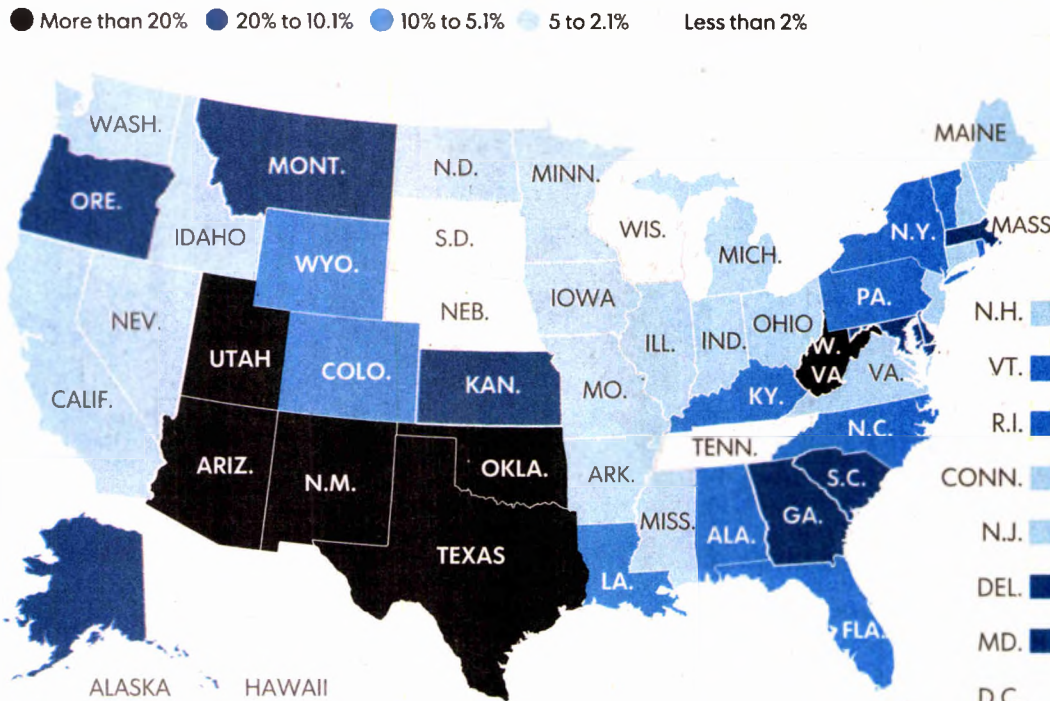 More than 20% 20% to 10.1% 10% to 5.1% 5 to 2.1% Less than 2%
WASH.
MONT.
N.D.
MINN.
MAINE
ORE.
IDAHO
WYO.
S.D.
WIS.
MICH.
N.Y.
MASS
NEV.
UTAH
COLO.
NEB.
IOWA
ILL.
IND.
OHIO
PA.
N.H.
CALIF.
KAN.
MO.
KY.
W.
VA.
VA.
VT.
ARIZ.
N.M.
OKLA.
ARK.
TENN.
N.C.
R.I.
TEXAS
LA.
MISS.
ALA.
GA.
S.C.
CONN.
N.J.
FLA.
DEL.
MD.
ALASKA
HAWAII
D.C.